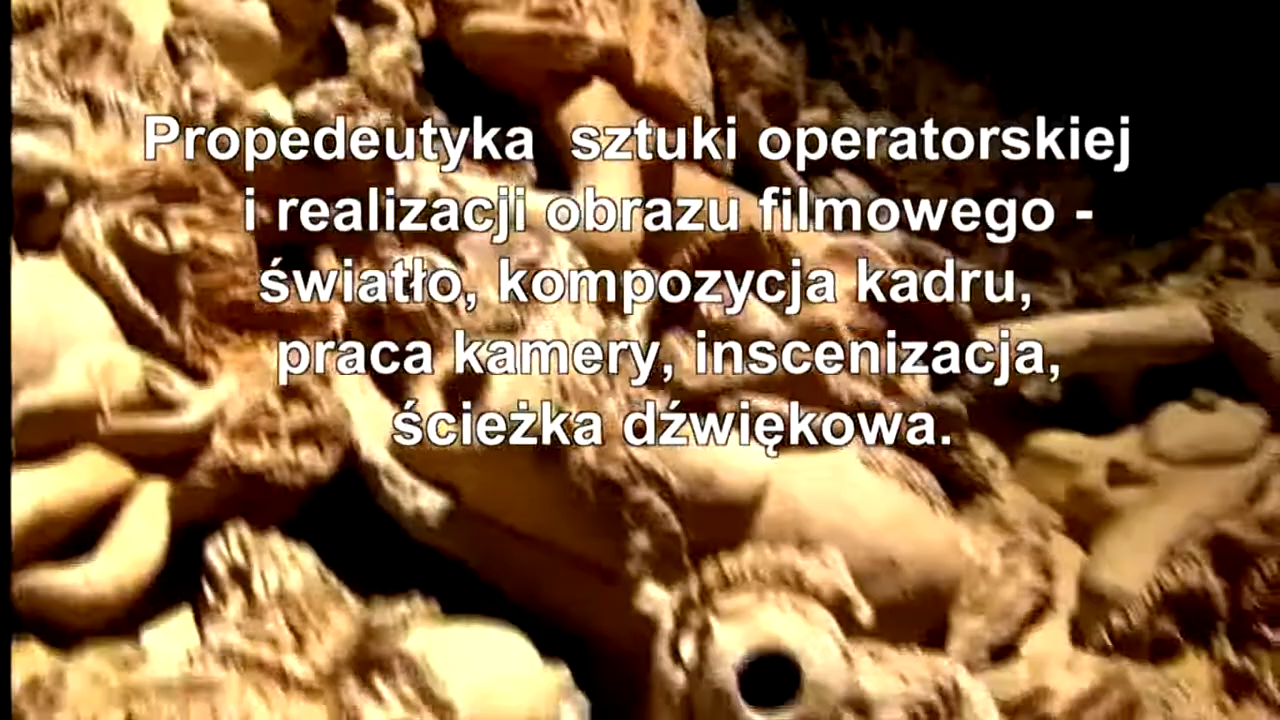 Propedeutyka sztuki operatorskiej
i realizacji obrazu filmowego -
światło, kompozycja kadru,
praca kamery, inscenizacja,
ścieżka dźwiękowa.